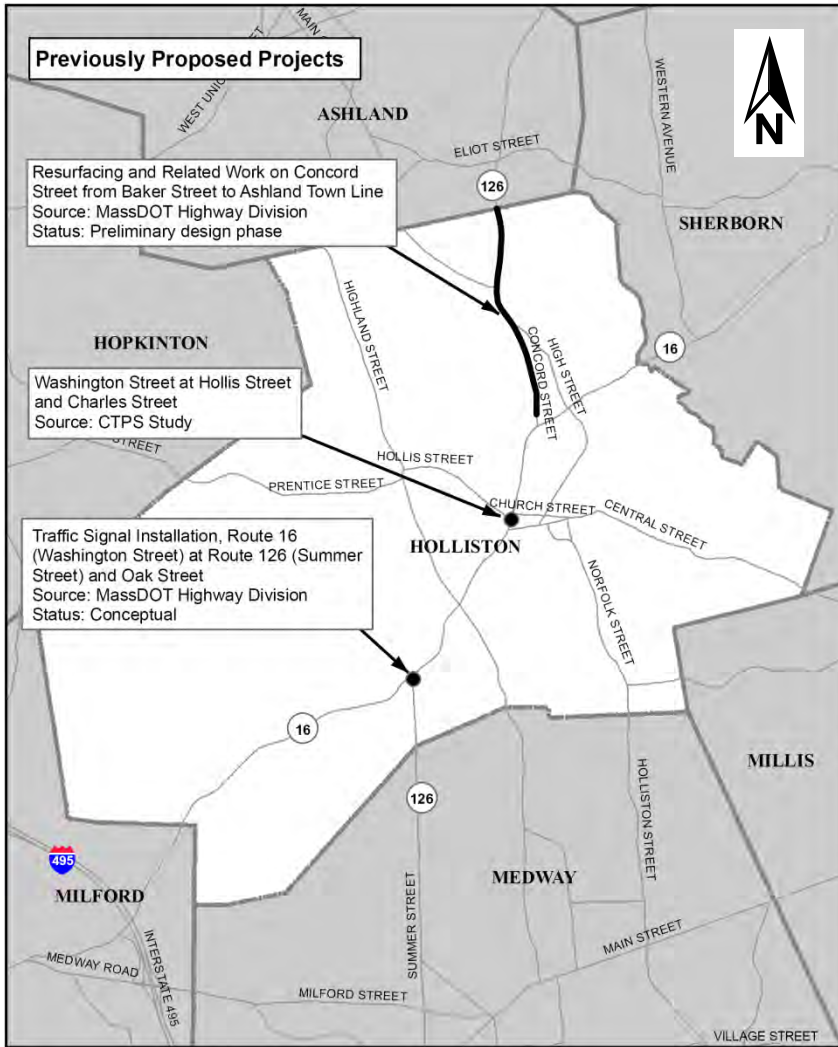 Previously Proposed Projects
MAIN
WEST UNION STREET
ASHLAND
WESTERN AVENUE
N
ELIOT STREET
126
SHERBORN
Resurfacing and Related Work on Concord
Street from Baker Street to Ashland Town Line
Source: MassDOT Highway Division
Status: Preliminary design phase
HIGHLAND STREET
HOPKINTON
CONCORD STREET
HIGH STREET
16
Washington Street at Hollis Street
and Charles Street
Source: CTPS Study
STREET
HOLLIS STREET
PRENTICE STREET
CHURCH STREET
CENTRAL STREET
HOLLISTON
Traffic Signal Installation, Route 16
(Washington Street) at Route 126 (Summer
Street) and Oak Street
Source: MassDOT Highway Division
Status: Conceptual
NORFOLK STREET
16
126
MILLIS
HOLLISTON STREET
495
MILFORD
MEDWAY
SUMMER STREET
MAIN STREET
INTERSTATE 495
MEDWAY ROAD
MILFORD STREET
VILLAGE STREET